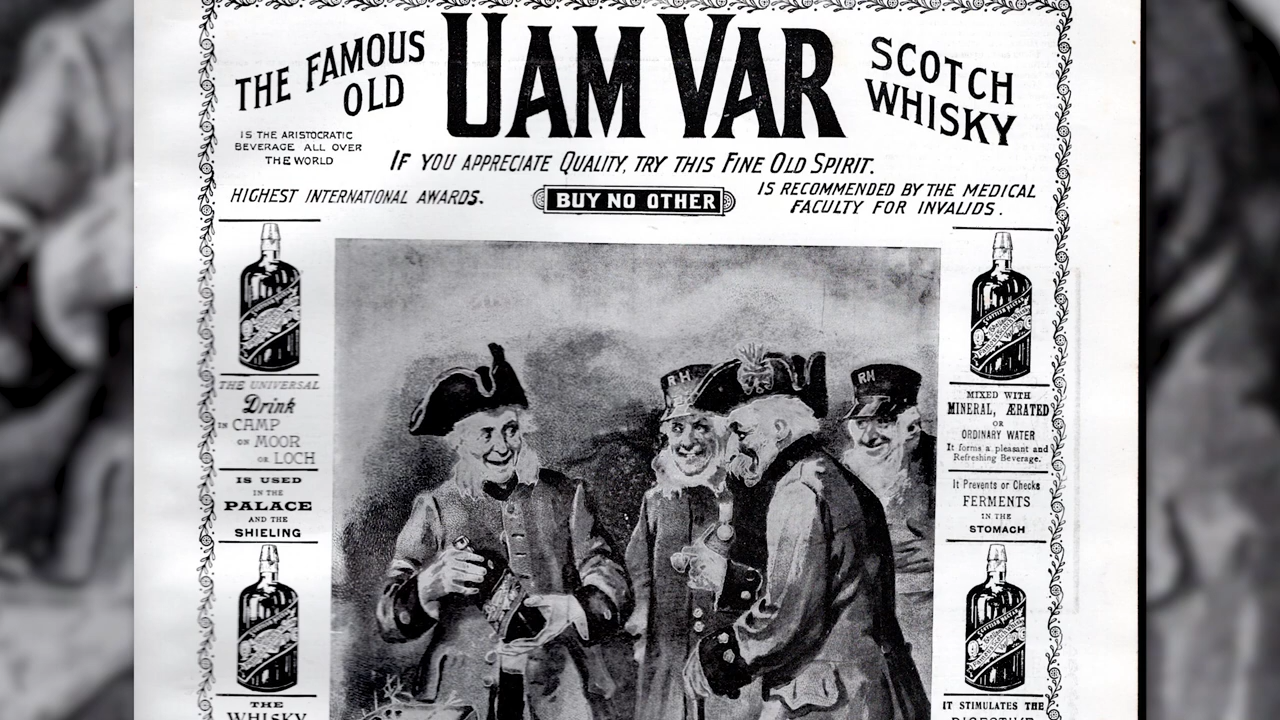 THE FAMOUS
OLD
UAM VAR
SCOTCH
WHISKY
IS THE ARISTOCRATIC
BEVERAGE ALL OVER
THE WORLD
IF YOU APPRECIATE QUALITY, TRY THIS FINE OLD SPIRIT.
HIGHEST INTERNATIONAL AWARDS.
BUY NO OTHER
IS RECOMMENDED BY THE MEDICAL
FACULTY FOR INVALIDS.
THE UNIVERSAL
Drink
IN CAMP
ON MOOR
OR LOCH
IS USED
IN THE
PALACE
AND THE
SHIELING
THE
WHISKY
R.H
RH
MIXED WITH
MINERAL, ÆRATED
OR
ORDINARY WATER
It forms a pleasant and
Refreshing Beverage.
It Prevents or Checks
FERMENTS
IN THE
STOMACH
IT STIMULATES THE
DIGESTIVE